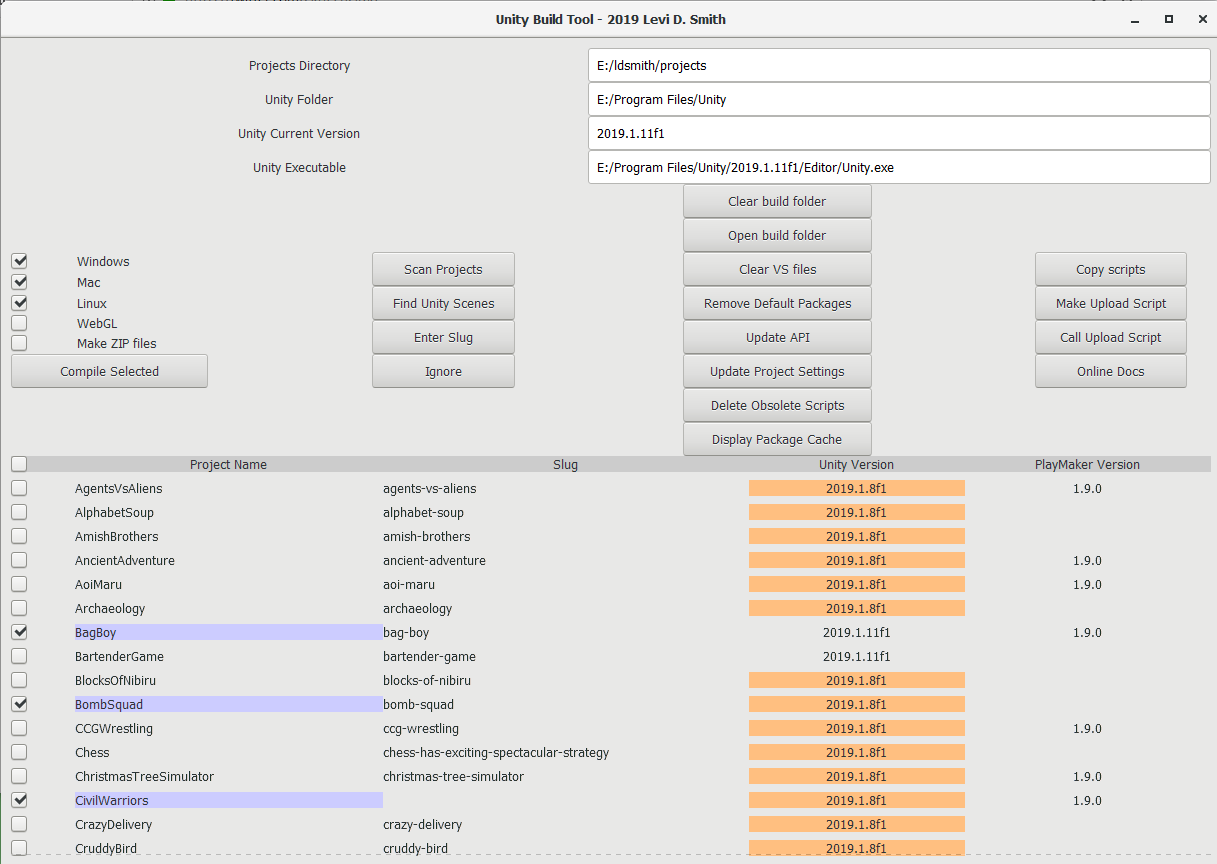 Unity Build Tool - 2019 Levi D. Smith
Projects Directory E:/ldsmith/projects
Unity Folder E:/Program Files/Unity
Unity Current Version 2019.1.11f1
Unity Executable E:/Program Files/Unity/2019.1.11f1/Editor/Unity.exe
Clear build folder
Open build folder
Windows Scan Projects Clear VS files Copy scripts
Mac
Linux Find Unity Scenes Remove Default Packages Make Upload Script
WebGL
Make ZIP files Enter Slug Update API Call Upload Script
Compile Selected Ignore Update Project Settings Online Docs
Delete Obsolete Scripts
Display Package Cache
Project Name Slug Unity Version PlayMaker Version
AgentsVsAliens agents-vs-aliens 2019.1.8f1 1.9.0
AlphabetSoup alphabet-soup 2019.1.8f1
AmishBrothers amish-brothers 2019.1.8f1
AncientAdventure ancient-adventure 2019.1.8f1 1.9.0
AoiMaru aoi-maru 2019.1.8f1 1.9.0
Archaeology archaeology 2019.1.8f1
BagBoy bag-boy 2019.1.11f1 1.9.0
BartenderGame bartender-game 2019.1.11f1
BlocksOfNibiru blocks-of-nibiru 2019.1.8f1
BombSquad bomb-squad 2019.1.8f1
CCGWrestling ccg-wrestling 2019.1.8f1 1.9.0
Chess chess-has-exciting-spectacular-strategy 2019.1.8f1
ChristmasTreeSimulator christmas-tree-simulator 2019.1.8f1 1.9.0
CivilWarriors 2019.1.8f1 1.9.0
CrazyDelivery crazy-delivery 2019.1.8f1
CruddyBird cruddy-bird 2019.1.8f1